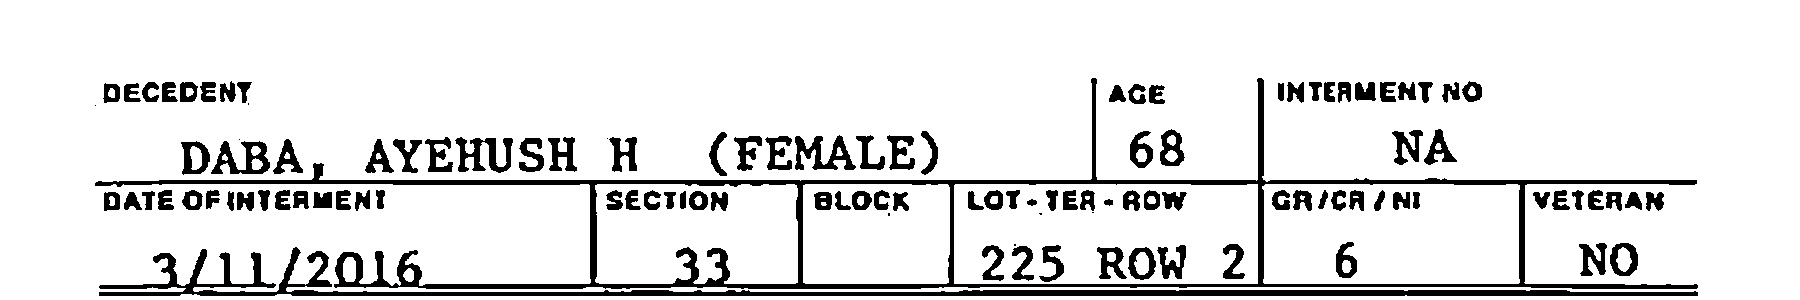 DECEDENT AGE INTERMENT NO
DABA, AYEHUSH H (FEMALE) 68 NA
DATE OF INTERMENT SECTION BLOCK LOT - TER - ROW GR / CR / NI VETERAN
3/11/2016 33 225 ROW 2 6 NO